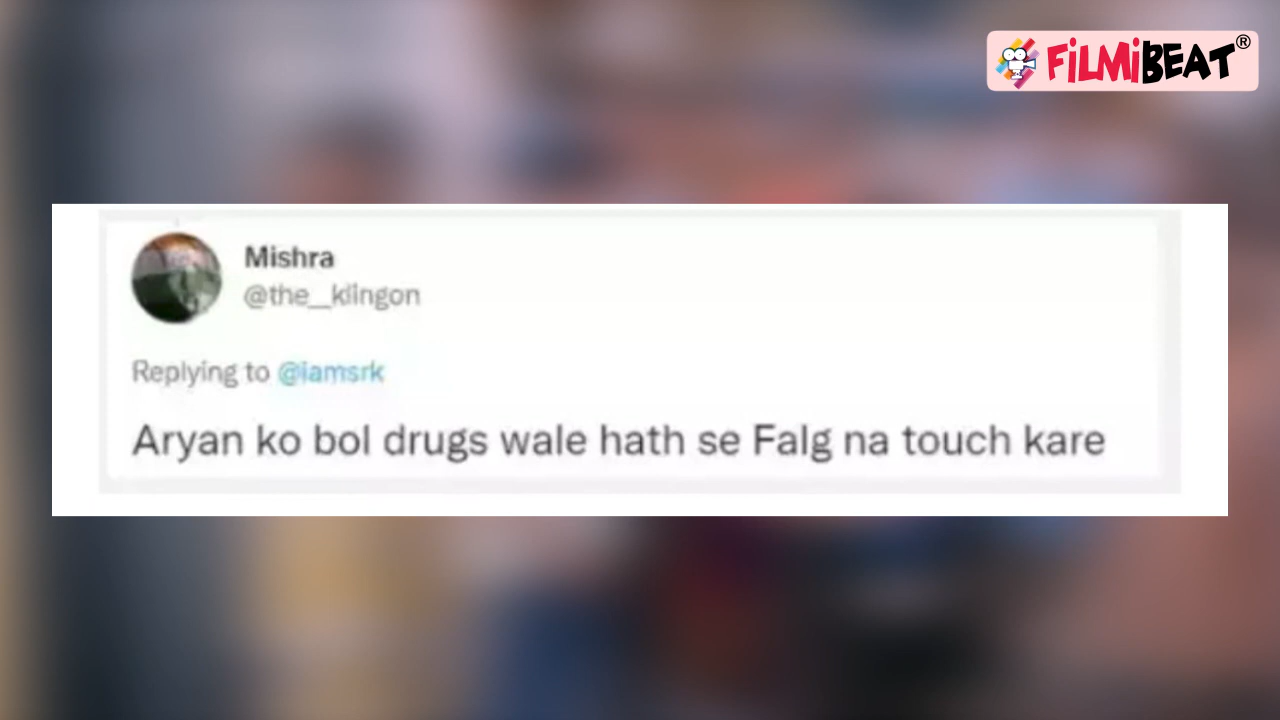 FiLMiBEAT®
Mishra
@the__klingon
Replying to @iamsrk
Aryan ko bol drugs wale hath se Falg na touch kare